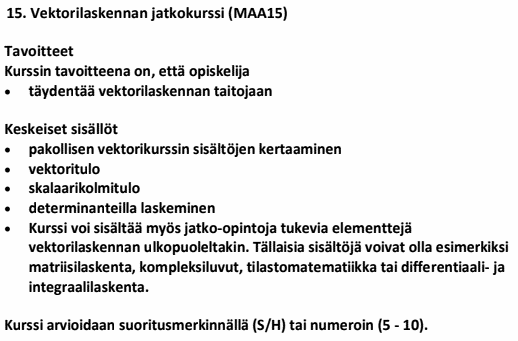 15. Vektorilaskennan jatkokurssi (MAA15)
Tavoitteet
Kurssin tavoitteena on, että opiskelija
• täydentää vektorilaskennan taitojaan
Keskeiset sisällöt
• pakollisen vektorikurssin sisältöjen kertaaminen
• vektoritulo
• skalaarikolmitulo
• determinanteilla laskeminen
• Kurssi voi sisältää myös jatko-opintoja tukevia elementtejä
vektorilaskennan ulkopuoleltakin. Tällaisia sisältöjä voivat olla esimerkiksi
matriisilaskenta, kompleksiluvut, tilastomatematiikka tai differentiaali- ja
integraalilaskenta.
Kurssi arvioidaan suoritusmerkinnällä (S/H) tai numeroin (5 - 10).